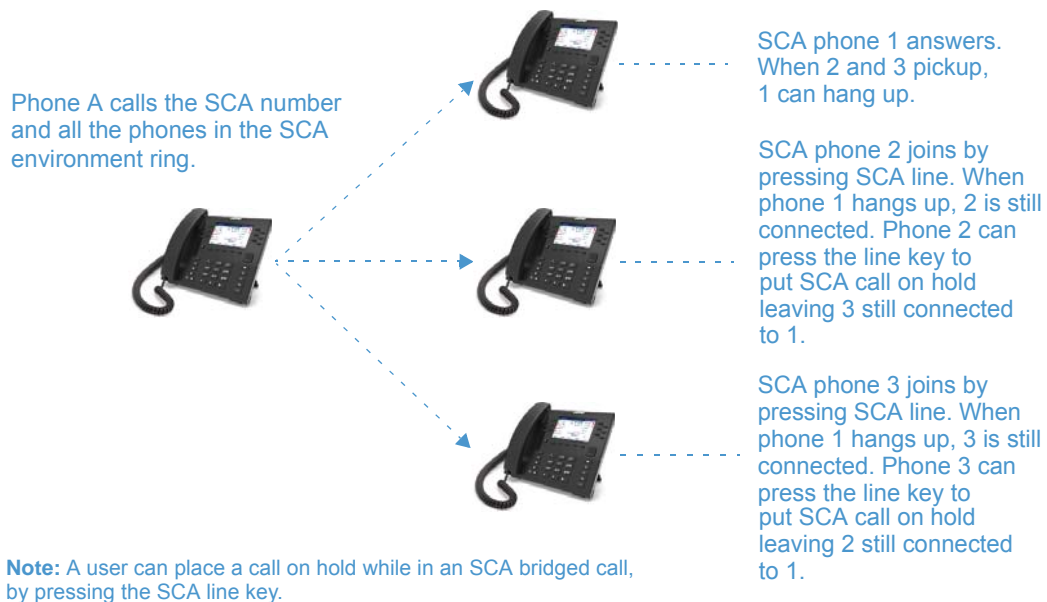 Phone A calls the SCA number
and all the phones in the SCA
environment ring.
SCA phone 1 answers.
When 2 and 3 pickup,
1 can hang up.
SCA phone 2 joins by
pressing SCA line. When
phone 1 hangs up, 2 is still
connected. Phone 2 can
press the line key to
put SCA call on hold
leaving 3 still connected
to 1.
SCA phone 3 joins by
pressing SCA line. When
phone 1 hangs up, 3 is still
connected. Phone 3 can
press the line key to
put SCA call on hold
leaving 2 still connected
to 1.
Note: A user can place a call on hold while in an SCA bridged call,
by pressing the SCA line key.